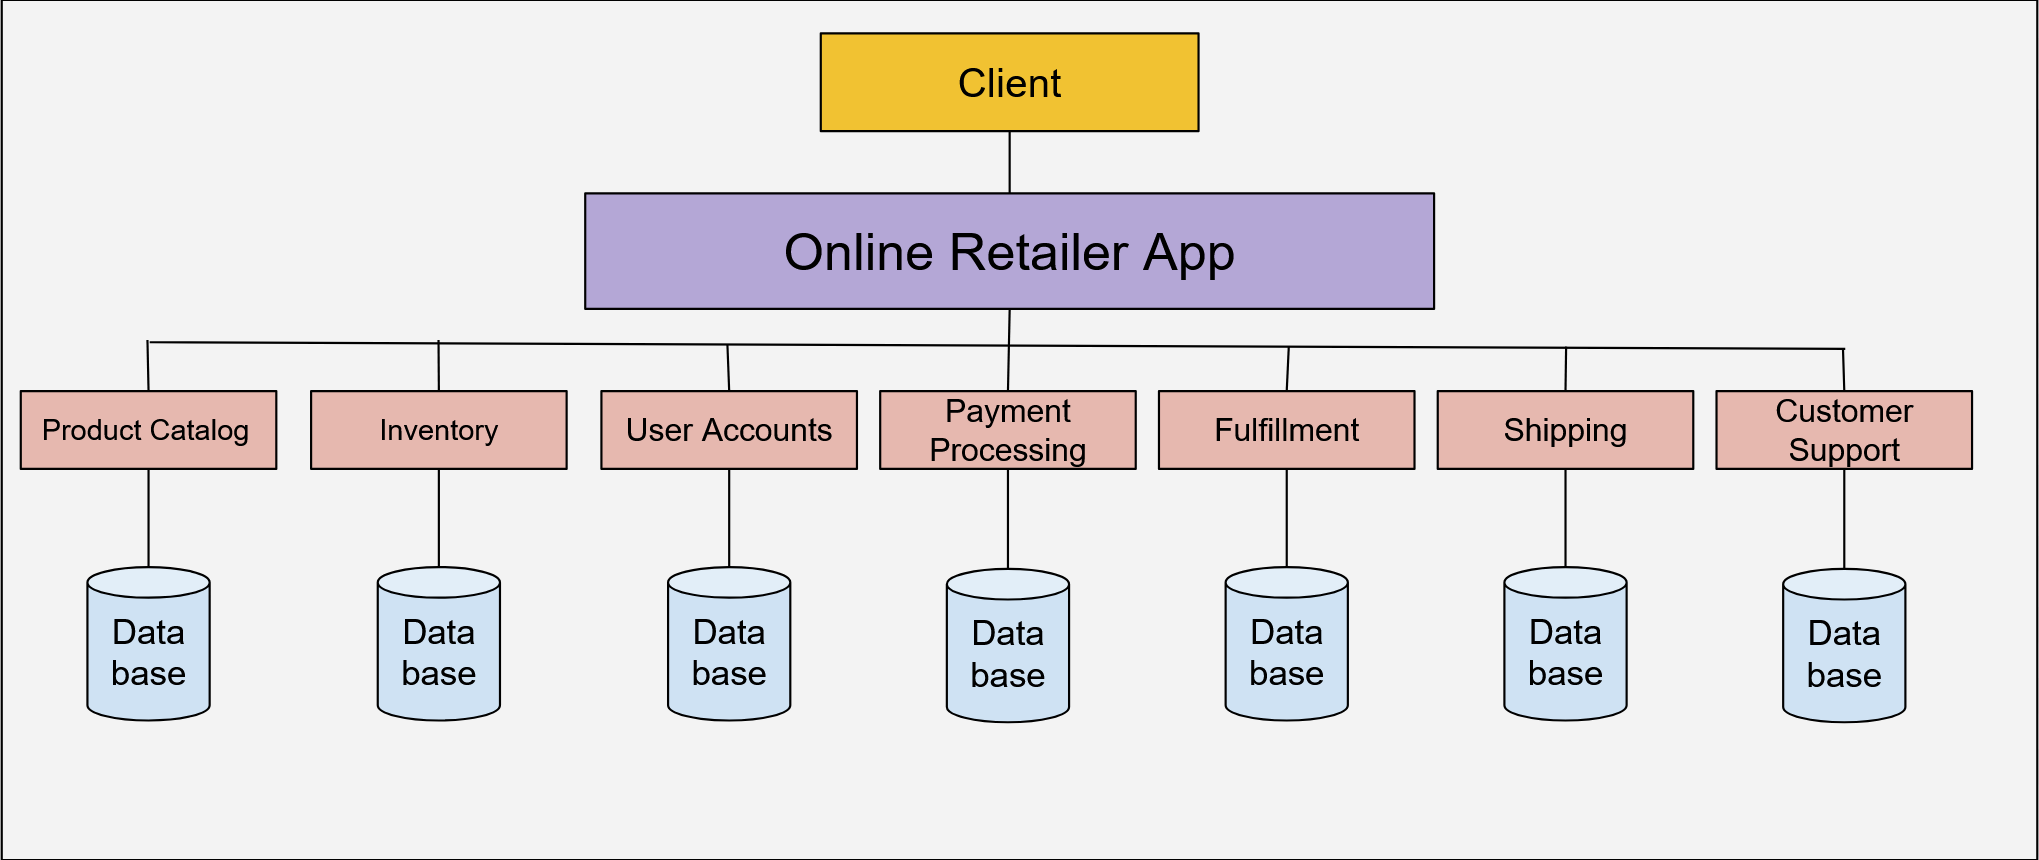 Client
Online Retailer App
Product Catalog
Inventory
User Accounts
Payment
Processing
Fulfillment
Shipping
Customer
Support
Data
base
Data
base
Data
base
Data
base
Data
base
Data
base
Data
base